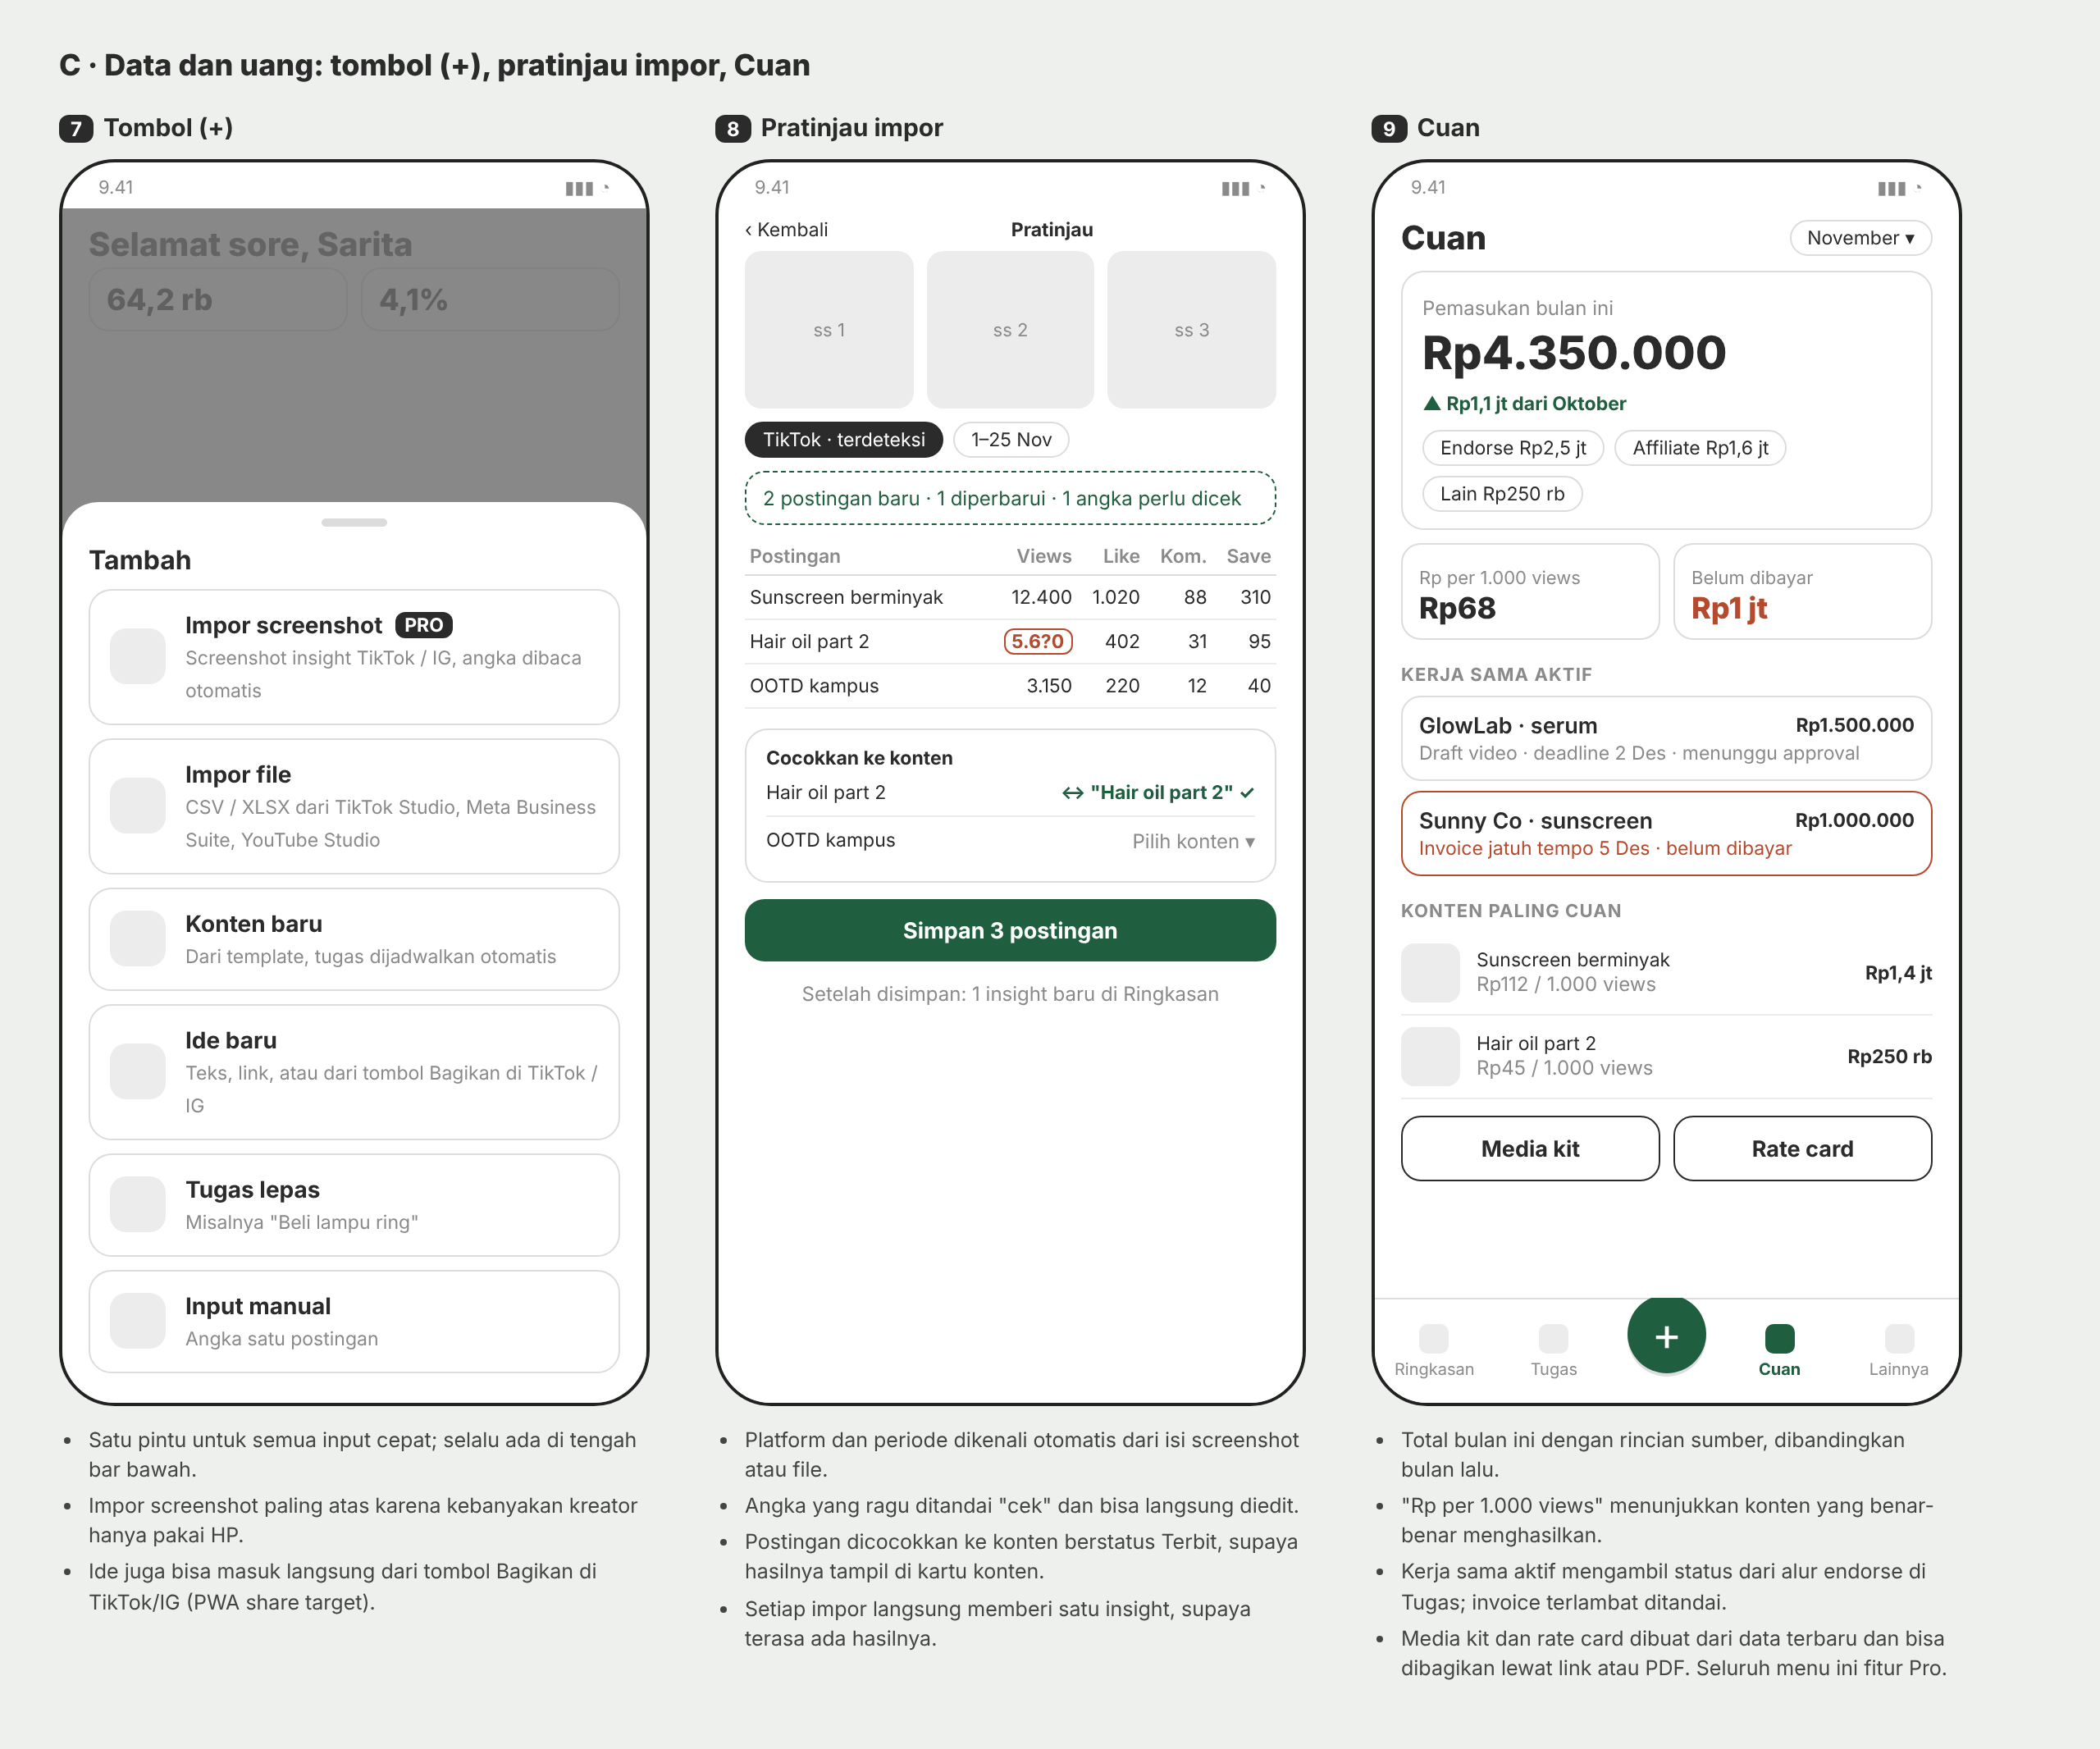 C · Data dan uang: tombol (+), pratinjau impor, Cuan
7 Tombol (+)
9.41
Selamat sore, Sarita
64,2 rb
4,1%
Tambah
Impor screenshot PRO
Screenshot insight TikTok / IG, angka dibaca
otomatis
Impor file
CSV / XLSX dari TikTok Studio, Meta Business
Suite, YouTube Studio
Konten baru
Dari template, tugas dijadwalkan otomatis
Ide baru
Teks, link, atau dari tombol Bagikan di TikTok /
IG
Tugas lepas
Misalnya "Beli lampu ring"
Input manual
Angka satu postingan
• Satu pintu untuk semua input cepat; selalu ada di tengah
bar bawah.
• Impor screenshot paling atas karena kebanyakan kreator
hanya pakai HP.
• Ide juga bisa masuk langsung dari tombol Bagikan di
TikTok/IG (PWA share target).
8 Pratinjau impor
9.41
‹ Kembali
Pratinjau
ss 1
ss 2
ss 3
TikTok · terdeteksi
1–25 Nov
2 postingan baru · 1 diperbarui · 1 angka perlu dicek
Postingan Views Like Kom. Save
Sunscreen berminyak 12.400 1.020 88 310
Hair oil part 2 5.6?0 402 31 95
OOTD kampus 3.150 220 12 40
Cocokkan ke konten
Hair oil part 2 ↔ "Hair oil part 2" ✓
OOTD kampus Pilih konten ▾
Simpan 3 postingan
Setelah disimpan: 1 insight baru di Ringkasan
• Platform dan periode dikenali otomatis dari isi screenshot
atau file.
• Angka yang ragu ditandai "cek" dan bisa langsung diedit.
• Postingan dicocokkan ke konten berstatus Terbit, supaya
hasilnya tampil di kartu konten.
• Setiap impor langsung memberi satu insight, supaya
terasa ada hasilnya.
9 Cuan
9.41
Cuan
November ▾
Pemasukan bulan ini
Rp4.350.000
▲ Rp1,1 jt dari Oktober
Endorse Rp2,5 jt
Affiliate Rp1,6 jt
Lain Rp250 rb
Rp per 1.000 views
Rp68
Belum dibayar
Rp1 jt
KERJA SAMA AKTIF
GlowLab · serum Rp1.500.000
Draft video · deadline 2 Des · menunggu approval
Sunny Co · sunscreen Rp1.000.000
Invoice jatuh tempo 5 Des · belum dibayar
KONTEN PALING CUAN
Sunscreen berminyak
Rp112 / 1.000 views
Rp1,4 jt
Hair oil part 2
Rp45 / 1.000 views
Rp250 rb
Media kit
Rate card
+
Ringkasan
Tugas
Cuan
Lainnya
• Total bulan ini dengan rincian sumber, dibandingkan
bulan lalu.
• "Rp per 1.000 views" menunjukkan konten yang benar-
benar menghasilkan.
• Kerja sama aktif mengambil status dari alur endorse di
Tugas; invoice terlambat ditandai.
• Media kit dan rate card dibuat dari data terbaru dan bisa
dibagikan lewat link atau PDF. Seluruh menu ini fitur Pro.